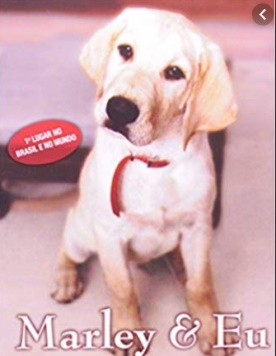 1º LUGAR NO
BRASIL E NO MUNDO
Marley & Eu